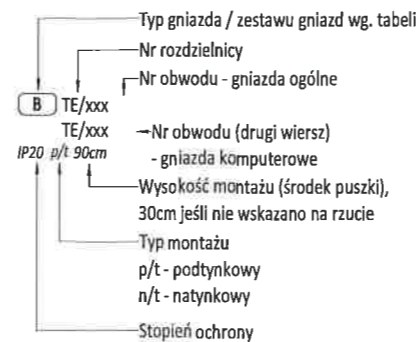 Typ gniazda / zestawu gniazd wg. tabeli
Nr rozdzielnicy
Nr obwodu - gniazda ogólne
B TE/xxx
TE/xxx
Nr obwodu (drugi wiersz)
- gniazda komputerowe
IP20 p/t 90cm
Wysokość montażu (środek puszki),
30cm jeśli nie wskazano na rzucie
Typ montażu
p/t - podtynkowy
n/t - natynkowy
Stopień ochrony